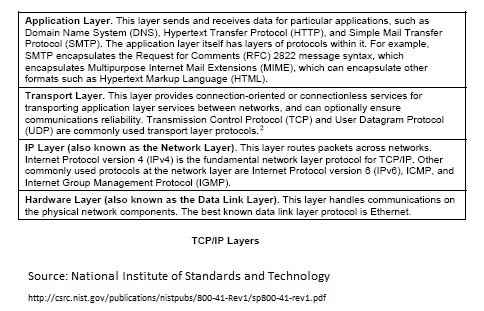 Application Layer. This layer sends and receives data for particular applications, such as
Domain Name System (DNS), Hypertext Transfer Protocol (HTTP), and Simple Mail Transfer
Protocol (SMTP). The application layer itself has layers of protocols within it. For example,
SMTP encapsulates the Request for Comments (RFC) 2822 message syntax, which
encapsulates Multipurpose Internet Mail Extensions (MIME), which can encapsulate other
formats such as Hypertext Markup Language (HTML).
Transport Layer. This layer provides connection-oriented or connectionless services for
transporting application layer services between networks, and can optionally ensure
communications reliability. Transmission Control Protocol (TCP) and User Datagram Protocol
(UDP) are commonly used transport layer protocols.²
IP Layer (also known as the Network Layer). This layer routes packets across networks.
Internet Protocol version 4 (IPv4) is the fundamental network layer protocol for TCP/IP. Other
commonly used protocols at the network layer are Internet Protocol version 6 (IPv6), ICMP, and
Internet Group Management Protocol (IGMP).
Hardware Layer (also known as the Data Link Layer). This layer handles communications on
the physical network components. The best known data link layer protocol is Ethernet.
TCP/IP Layers
Source: National Institute of Standards and Technology
http://csrc.nist.gov/publications/nistpubs/800-41-Rev1/sp800-41-rev1.pdf